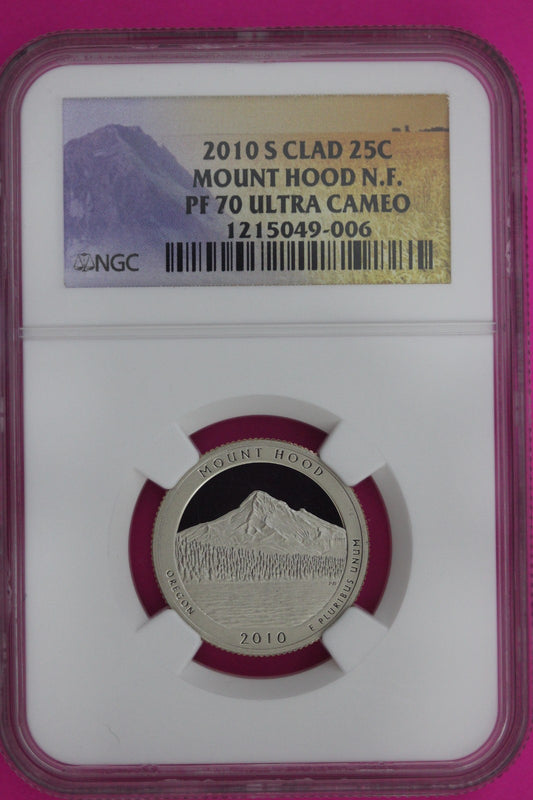 2010 S CLAD 25C
MOUNT HOOD N.F.
PF 70 ULTRA CAMEO
1215049-006
NGC
MOUNT HOOD
OREGON
2010
E PLURIBUS UNUM